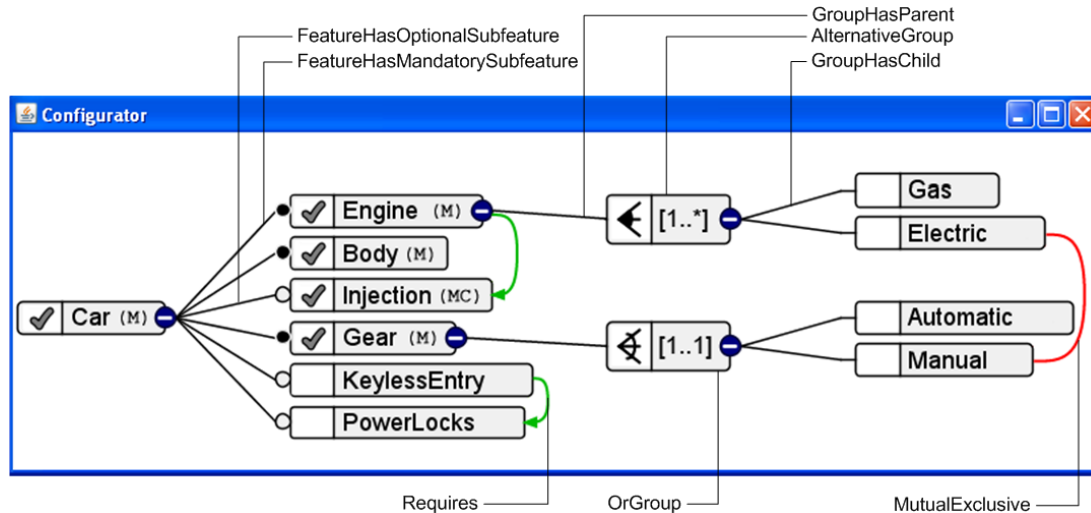 GroupHasParent
FeatureHasOptionalSubfeature
AlternativeGroup
FeatureHasMandatorySubfeature
GroupHasChild
Configurator
Gas
Engine (M)
[1..*]
Electric
Body (M)
Injection (MC)
Car (M)
Automatic
Gear (M)
[1..1]
Manual
KeylessEntry
PowerLocks
Requires
OrGroup
MutualExclusive